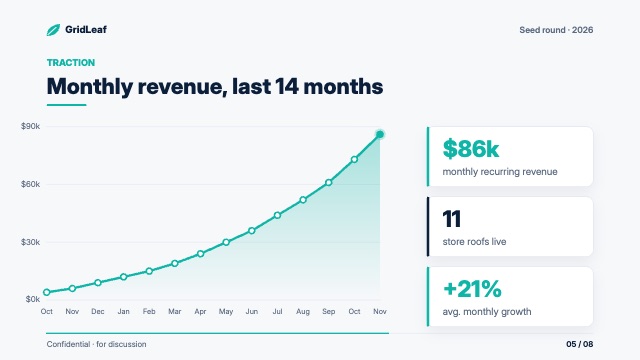 GridLeaf
Seed round · 2026
TRACTION
Monthly revenue, last 14 months
$90k
$60k
$30k
$0k
Oct Nov Dec Jan Feb Mar Apr May Jun Jul Aug Sep Oct Nov
$86k
monthly recurring revenue
11
store roofs live
+21%
avg. monthly growth
Confidential · for discussion
05 / 08